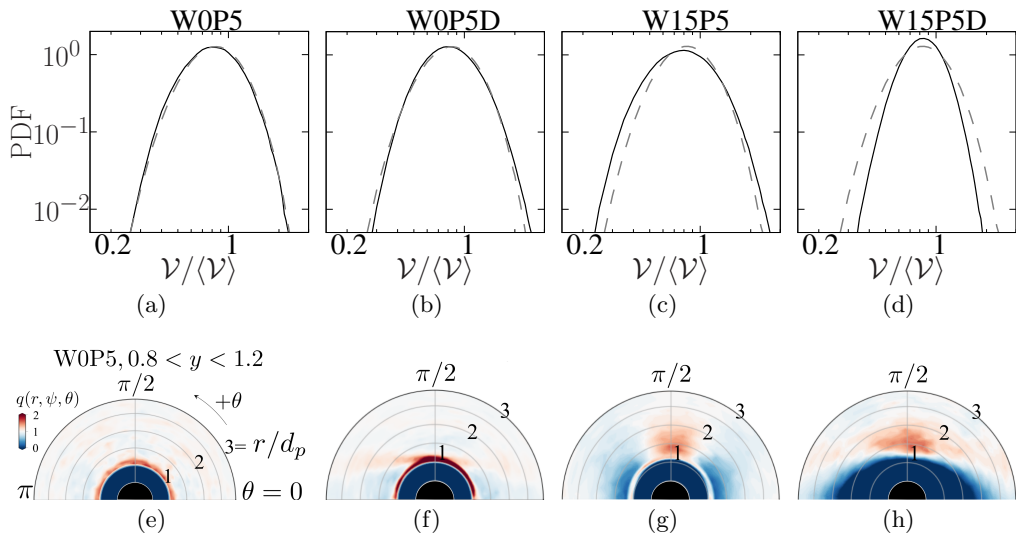 W0P5 W0P5D W15P5 W15P5D
PDF
10^0
10^{-1}
10^{-2}
0.2 1 0.2 1 0.2 1 0.2 1
𝒱/⟨𝒱⟩ 𝒱/⟨𝒱⟩ 𝒱/⟨𝒱⟩ 𝒱/⟨𝒱⟩
(a) (b) (c) (d)
W0P5, 0.8 < y < 1.2
π/2 π/2 π/2 π/2
q(r, ψ, θ)
2
1
0
+θ
1 2 3= r/d_p
1 2 3
1 2 3
1 2 3
π θ = 0
(e) (f) (g) (h)